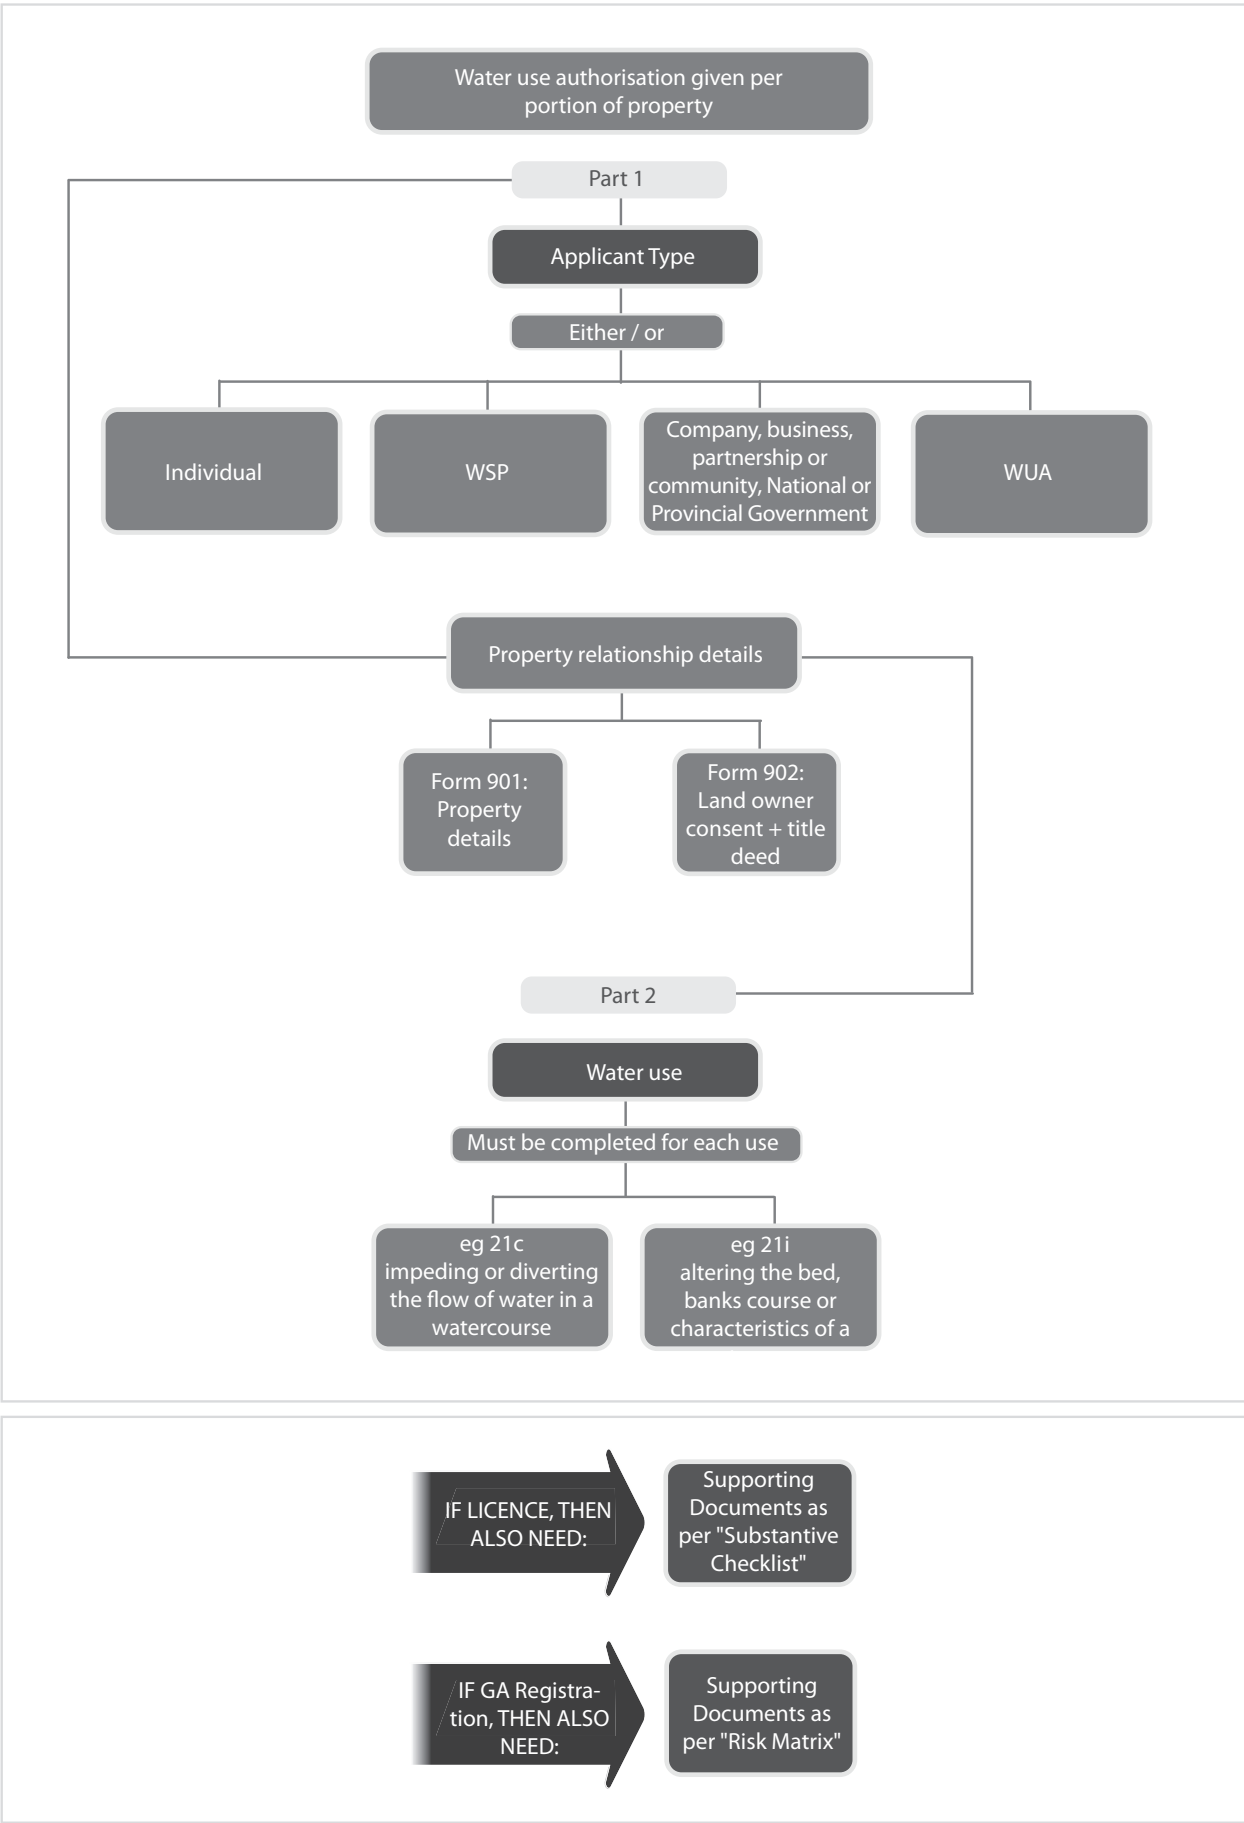 Water use authorisation given per
portion of property
Part 1
Applicant Type
Either / or
Individual
WSP
Company, business,
partnership or
community, National or
Provincial Government
WUA
Property relationship details
Form 901:
Property
details
Form 902:
Land owner
consent + title
deed
Part 2
Water use
Must be completed for each use
eg 21c
impeding or diverting
the flow of water in a
watercourse
eg 21i
altering the bed,
banks course or
characteristics of a
IF LICENCE, THEN
ALSO NEED:
Supporting
Documents as
per "Substantive
Checklist"
IF GA Registra-
tion, THEN ALSO
NEED:
Supporting
Documents as
per "Risk Matrix"